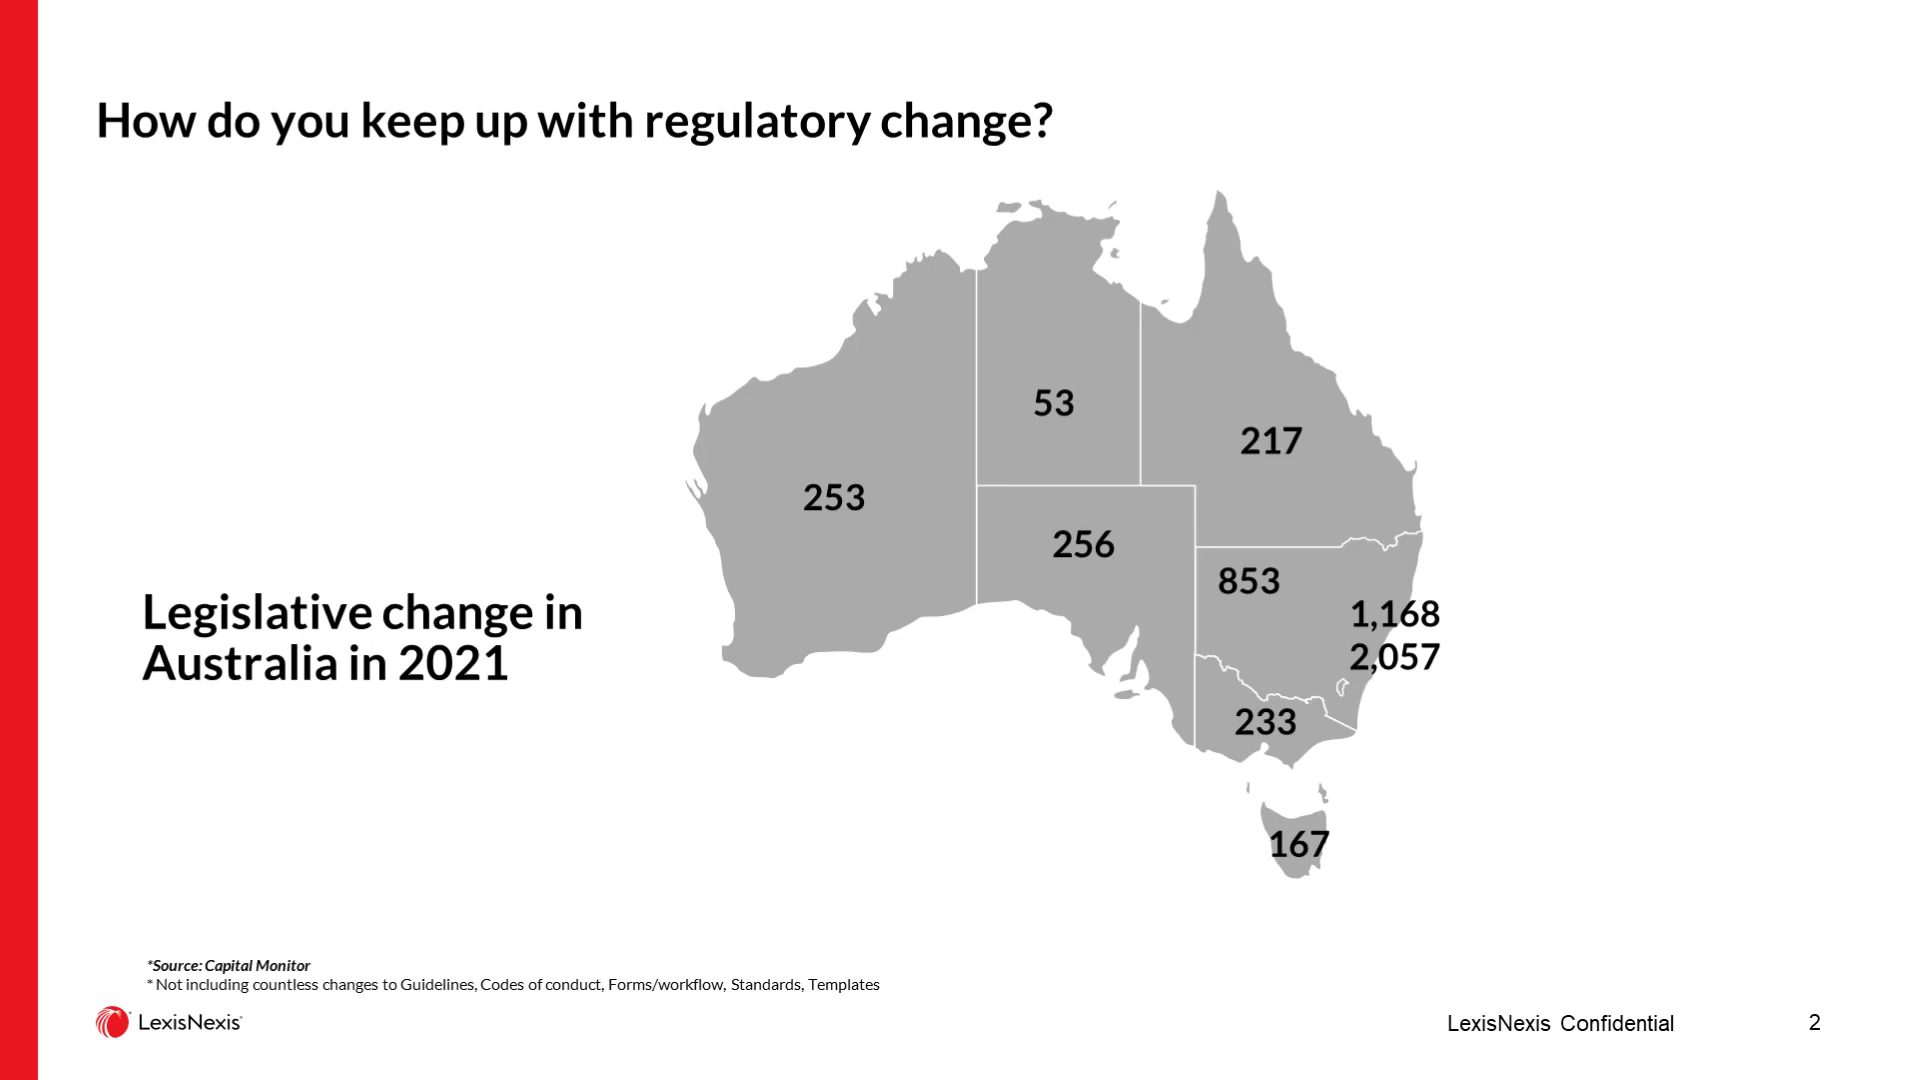 How do you keep up with regulatory change?
53
217
253
256
853
1,168
Legislative change in
Australia in 2021
2,057
233
167
*Source: Capital Monitor
* Not including countless changes to Guidelines, Codes of conduct, Forms/workflow, Standards, Templates
LexisNexis®
LexisNexis Confidential
2